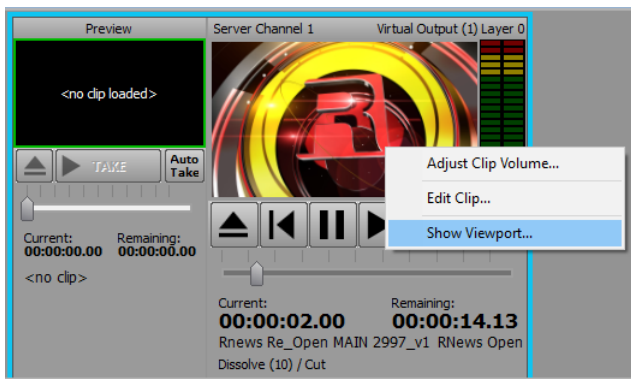 Preview
Server Channel 1 Virtual Output (1) Layer 0
<no clip loaded>
R
TAKE
Auto
Take
Adjust Clip Volume...
Edit Clip...
Show Viewport...
Current: Remaining:
00:00:00.00 00:00:00.00
<no clip>
Current: Remaining:
00:00:02.00 00:00:14.13
Rnews Re_Open MAIN 2997_v1 RNews Open
Dissolve (10) / Cut